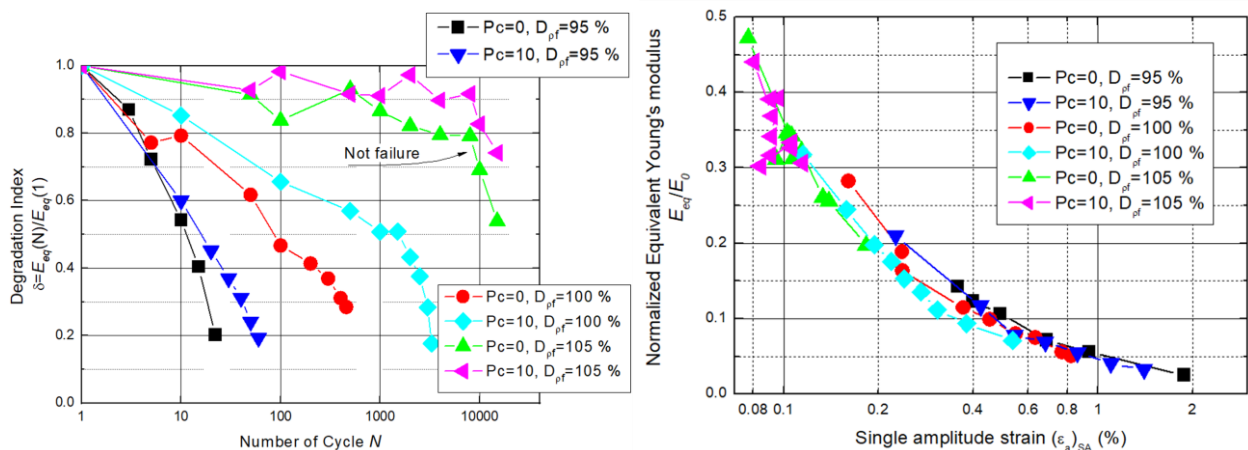 Pc=0, Dρf=95 %
Pc=10, Dρf=95 %
Degradation Index
δ=Eeq(N)/Eeq(1)
1.0
0.8
0.6
0.4
0.2
0.0
Not failure
Pc=0, Dρf=100 %
Pc=10, Dρf=100 %
Pc=0, Dρf=105 %
Pc=10, Dρf=105 %
1
10
100
1000
10000
Number of Cycle N
Normalized Equivalent Young's modulus
Eeq/E0
0.5
0.4
0.3
0.2
0.1
0.0
Pc=0, Dρf=95 %
Pc=10, Dρf=95 %
Pc=0, Dρf=100 %
Pc=10, Dρf=100 %
Pc=0, Dρf=105 %
Pc=10, Dρf=105 %
0.08
0.1
0.2
0.4
0.6
0.8
1
2
Single amplitude strain (εa)SA (%)